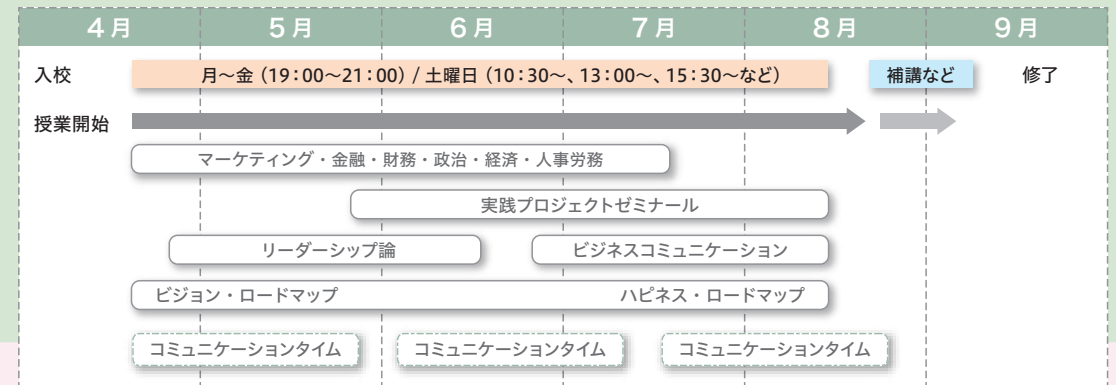 4月 5月 6月 7月 8月 9月
入校 月〜金（19：00〜21：00）/ 土曜日（10：30〜、13：00〜、15：30〜など） 補講など 修了
授業開始
マーケティング・金融・財務・政治・経済・人事労務
実践プロジェクトゼミナール
リーダーシップ論 ビジネスコミュニケーション
ビジョン・ロードマップ ハピネス・ロードマップ
コミュニケーションタイム コミュニケーションタイム コミュニケーションタイム